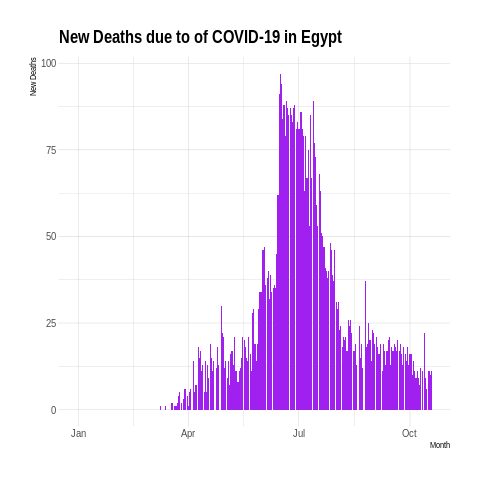 New Deaths due to of COVID-19 in Egypt
New Deaths
100
75
50
25
0
Jan Apr Jul Oct
Month